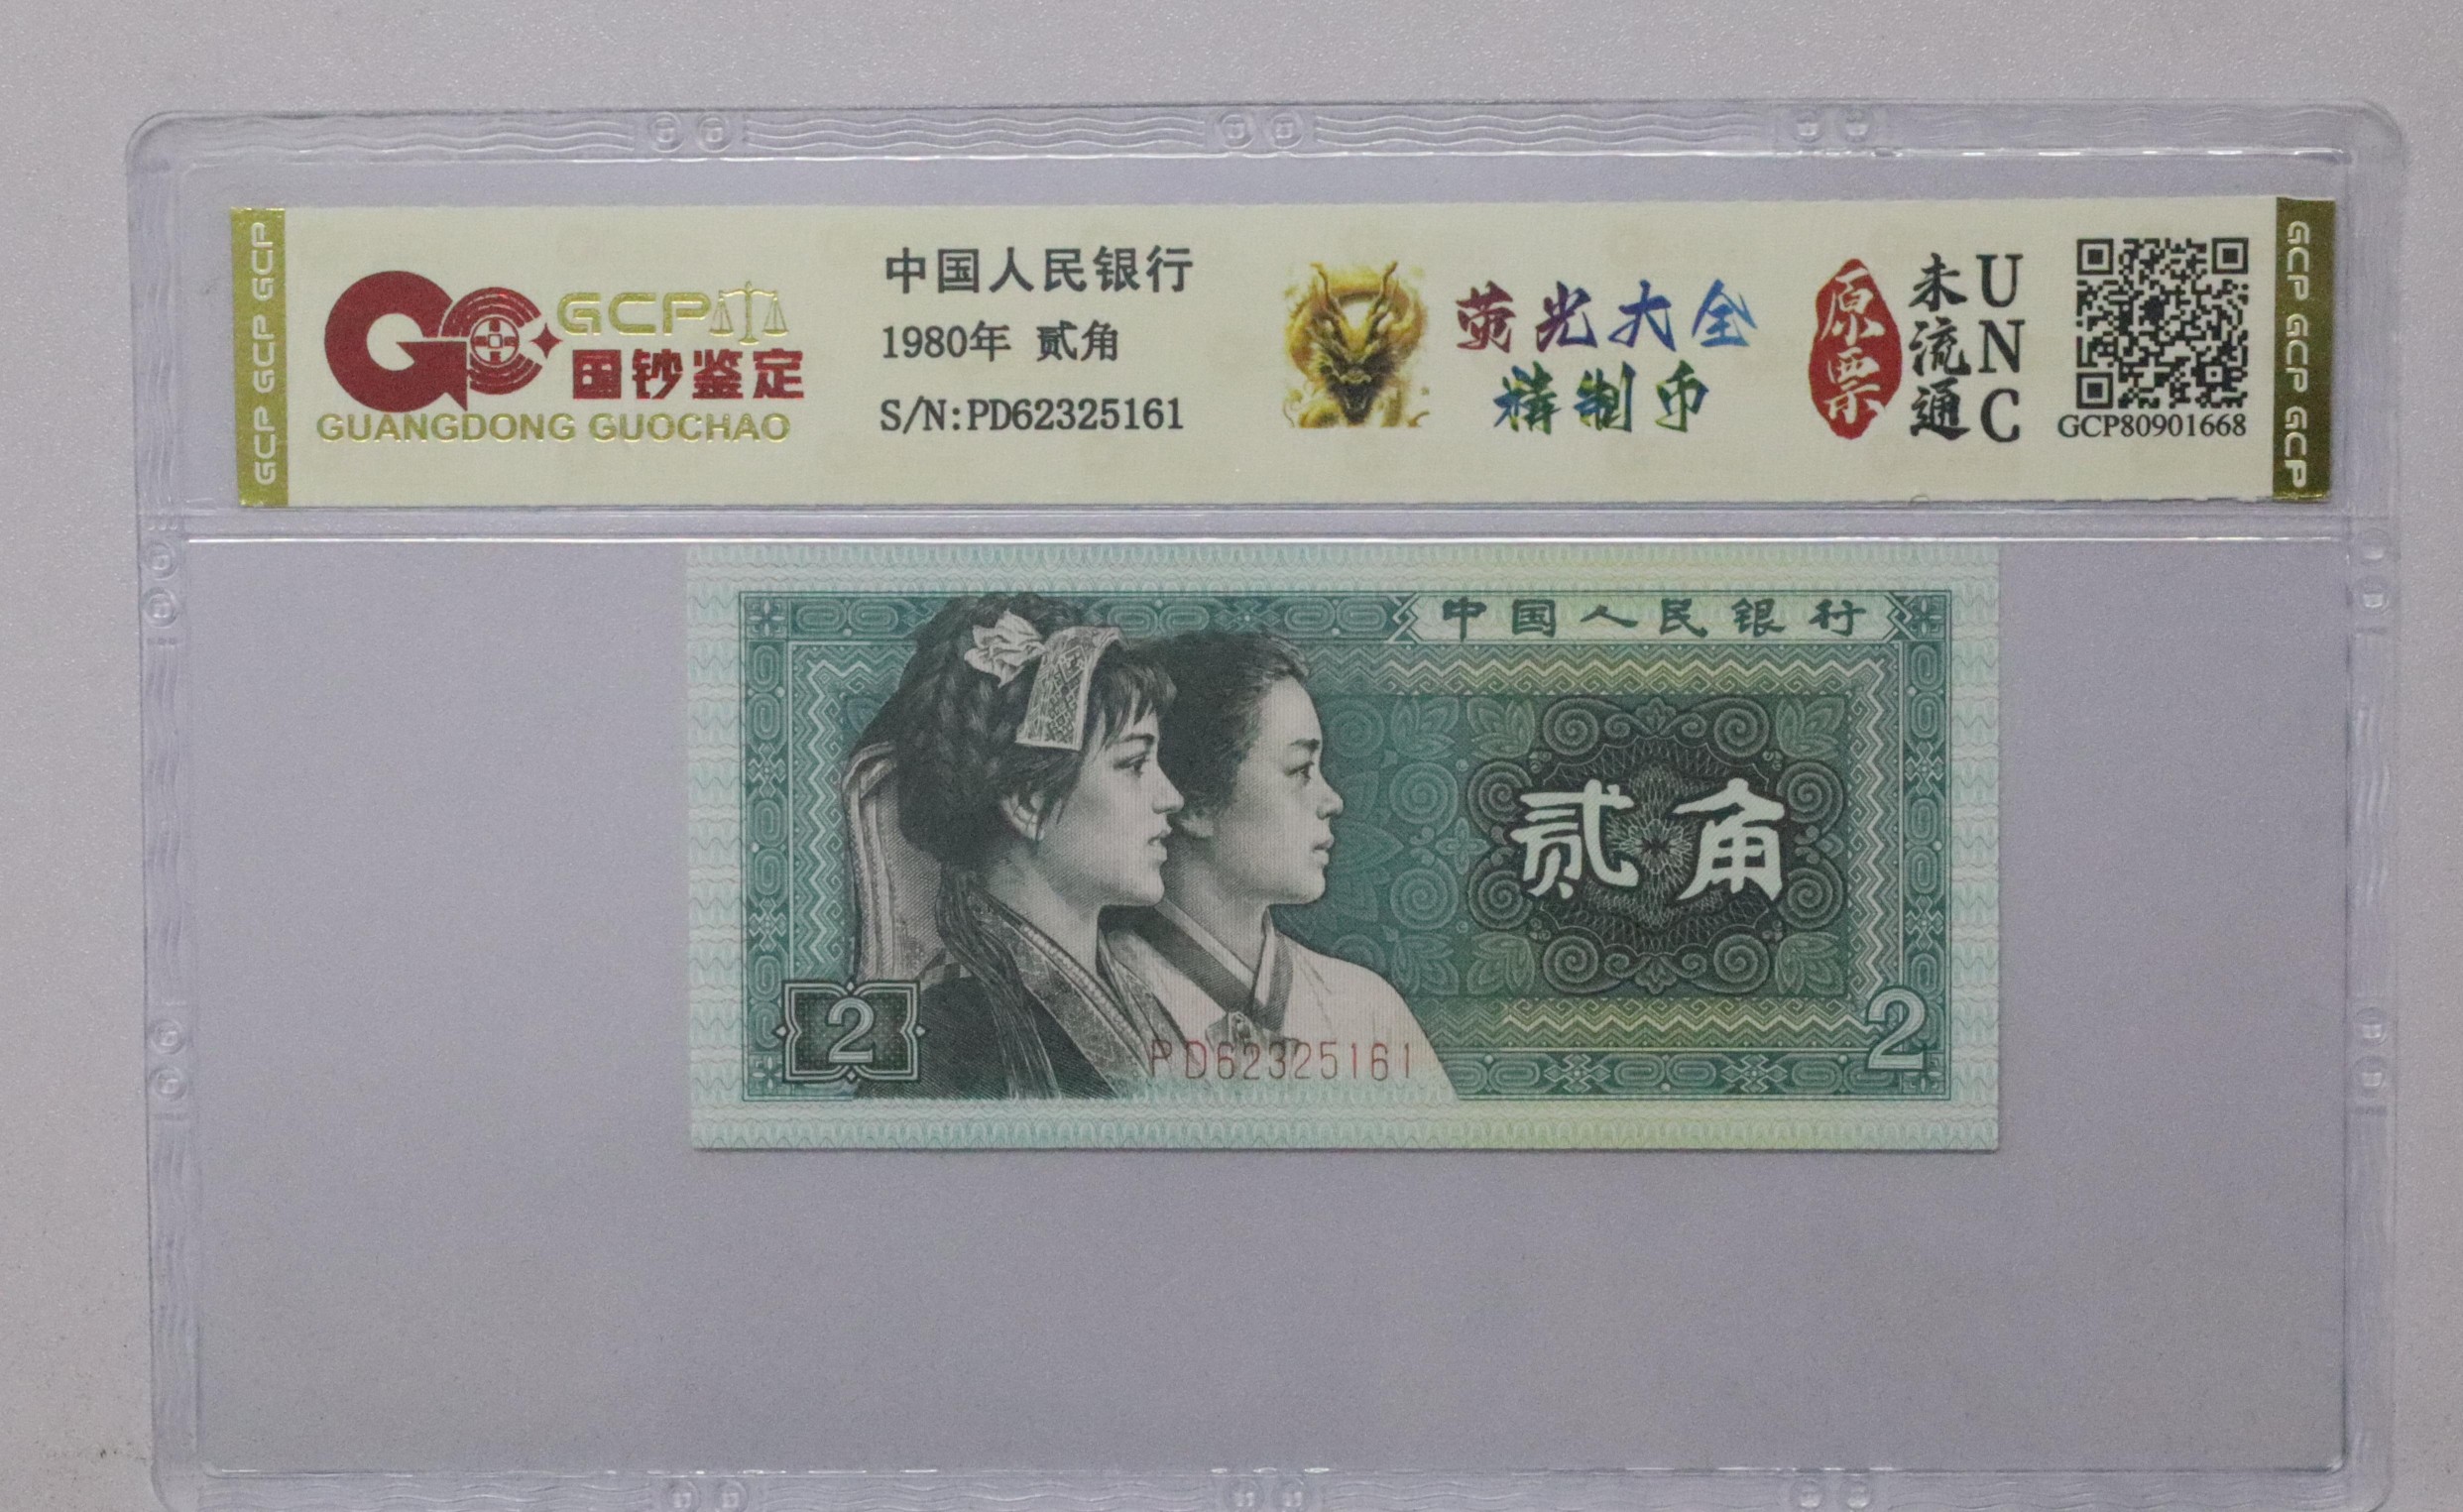 GCP GCP GCP
GCP
国钞鉴定
GUANGDONG GUOCHAO
中国人民银行
1980年 贰角
S/N:PD62325161
荧光大全
精制币
原票
未流通
UNC
GCP80901668
GCP GCP GCP GCP
中国人民银行
贰角
2
2
PD62325161